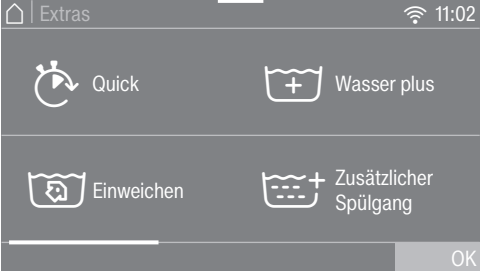 Extras
11:02
Quick
Wasser plus
Einweichen
Zusätzlicher
Spülgang
OK